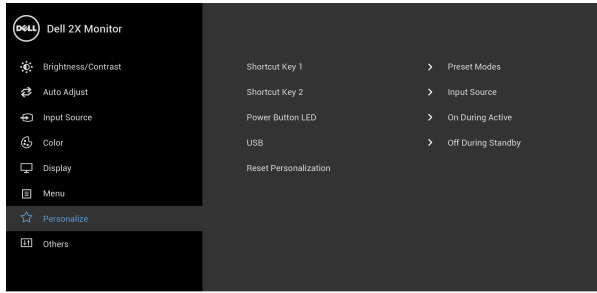 DELL Dell 2X Monitor
Brightness/Contrast
Auto Adjust
Input Source
Color
Display
Menu
Personalize
Others
Shortcut Key 1 > Preset Modes
Shortcut Key 2 > Input Source
Power Button LED > On During Active
USB > Off During Standby
Reset Personalization